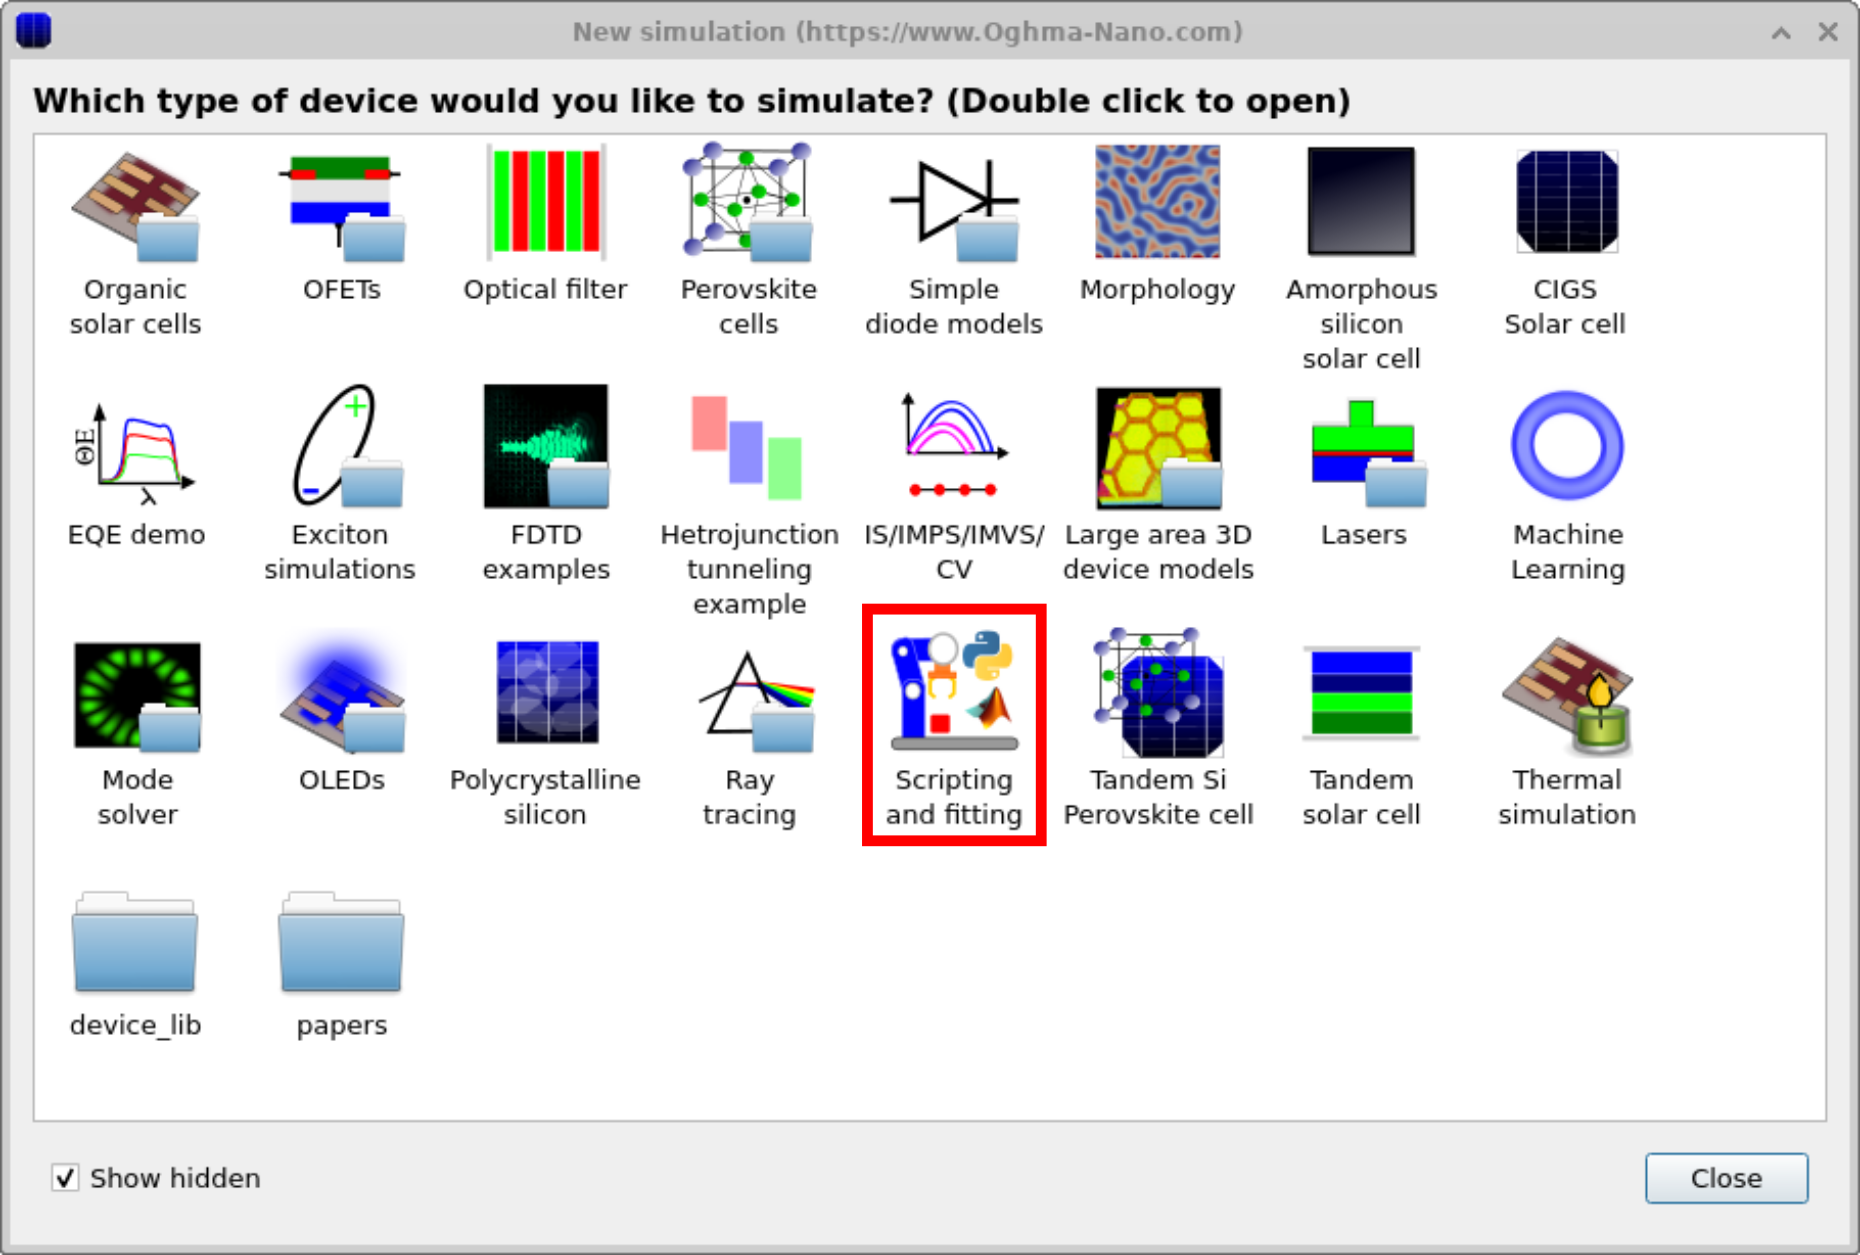 New simulation (https://www.Oghma-Nano.com)
Which type of device would you like to simulate? (Double click to open)
Organic
solar cells
OFETs
Optical filter
Perovskite
cells
Simple
diode models
Morphology
Amorphous
silicon
solar cell
CIGS
Solar cell
ΘE
λ
EQE demo
+
-
Exciton
simulations
FDTD
examples
Hetrojunction
tunneling
example
IS/IMPS/IMVS/
CV
Large area 3D
device models
Lasers
Machine
Learning
Mode
solver
OLEDs
Polycrystalline
silicon
Ray
tracing
Scripting
and fitting
Tandem Si
Perovskite cell
Tandem
solar cell
Thermal
simulation
device_lib
papers
Show hidden
Close